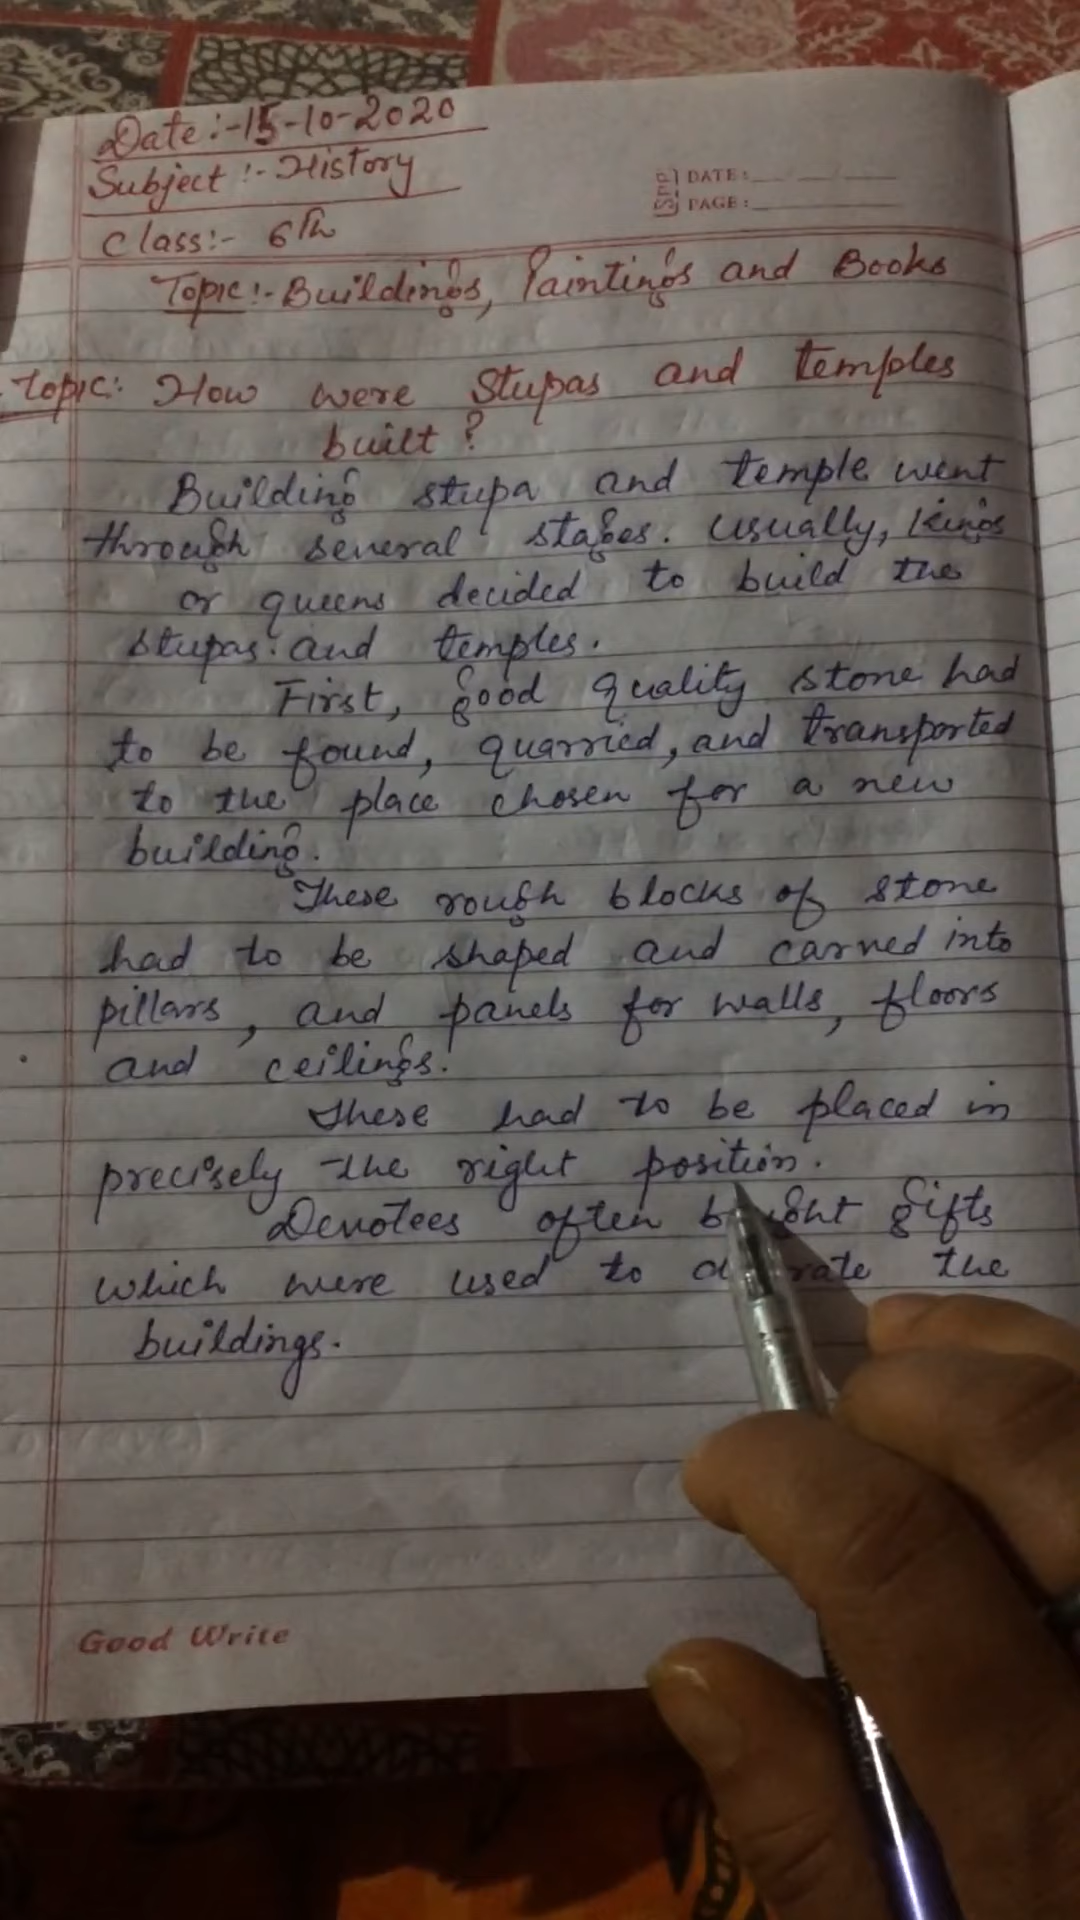 Date:-15-10-2020
Subject:- History
Class:- 6th
DATE:
PAGE:
Topic:- Buildings, Paintings and Books
Topic: How were Stupas and temples
built?
Building stupa and temple went
through several stages. Usually, kings
or queens decided to build the
stupas and temples.
First, good quality stone had
to be found, quarried, and transported
to the place chosen for a new
building.
These rough blocks of stone
had to be shaped and carved into
pillars, and panels for walls, floors
and ceilings.
These had to be placed in
precisely the right position.
Devotees often gifts
which were used to the
buildings.
Good Write